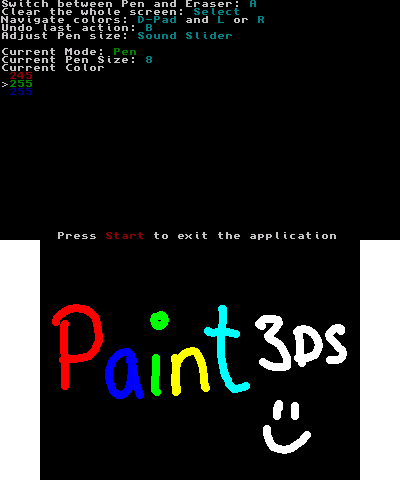 Switch between Pen and Eraser: A
Clear the whole screen: Select
Navigate colors: D-Pad and L or R
Undo last action: B
Adjust Pen size: Sound Slider
Current Mode: Pen
Current Pen Size: 8
Current Color
245
>255
255
Press Start to exit the application
Paint 3DS